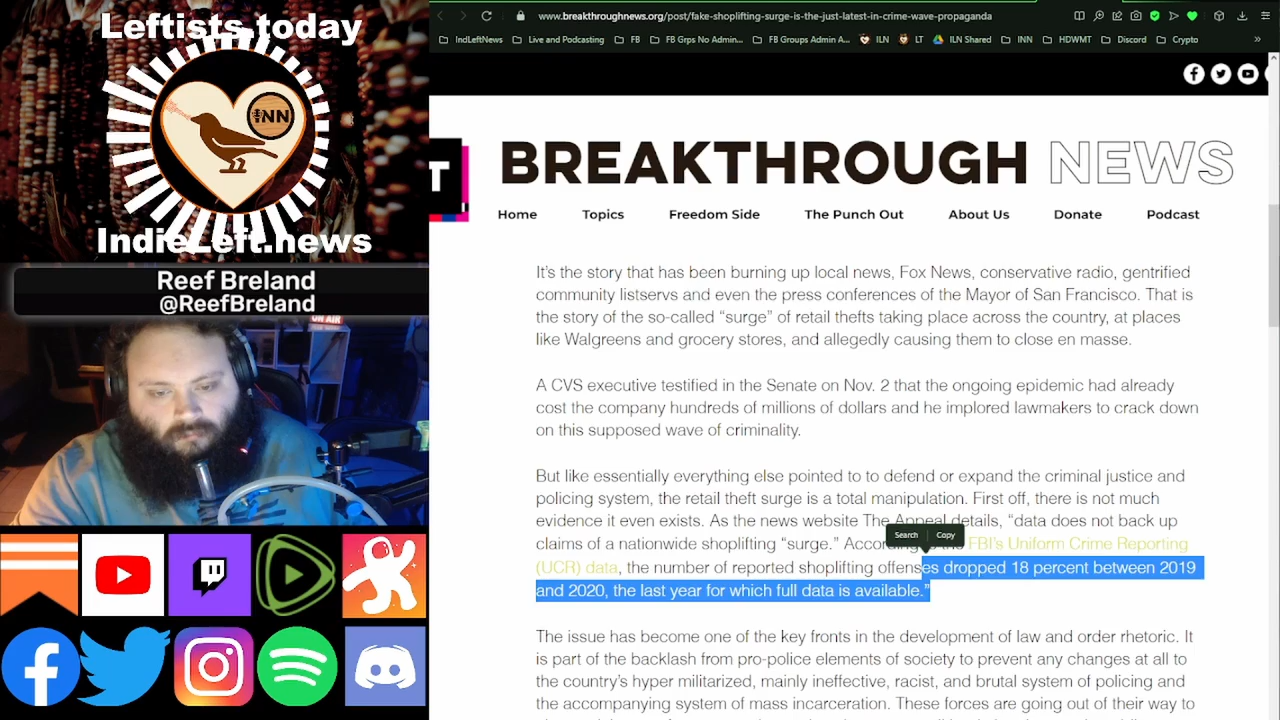 Leftists.today
INN
IndieLeft.news
Reef Breland
@ReefBreland
ON AIR
www.breakthroughnews.org/post/fake-shoplifting-surge-is-the-latest-in-crime-wave-propaganda
IndLeftNews
Live and Podcasting
FB
FB Grps No Admin
FB Groups in
ILN Shared
INN
HDWM
Discord
Crypto
»
T
BREAKTHROUGH NEWS
Home Topics Freedom Side The Punch Out About Us Donate Podcast
It's the story that has been burning up local news, Fox News, conservative radio, gentrified
community listservs and even the press conferences of the Mayor of San Francisco. That is
the story of the so-called “surge” of retail thefts taking place across the country, at places
like Walgreens and grocery stores, and allegedly causing them to close en masse.
A CVS executive testified in the Senate on Nov. 2 that the ongoing epidemic had already
cost the company hundreds of millions of dollars and he implored lawmakers to crack down
on this supposed wave of criminality.
But like essentially everything else pointed to to defend or expand the criminal justice and
policing system, the retail theft surge is a total manipulation. First off, there is not much
evidence it even exists. As the news website The Appeal details, “data does not back up
claims of a nationwide shoplifting “surge.” According FBI's Uniform Crime Reporting
Search Copy
(UCR) data, the number of reported shoplifting offenses dropped 18 percent between 2019
and 2020, the last year for which full data is available.”
The issue has become one of the key fronts in the development of law and order rhetoric. It
is part of the backlash from pro-police elements of society to prevent any changes at all to
the country's hyper militarized, mainly ineffective, racist, and brutal system of policing and
the accompanying system of mass incarceration. These forces are going out of their way to